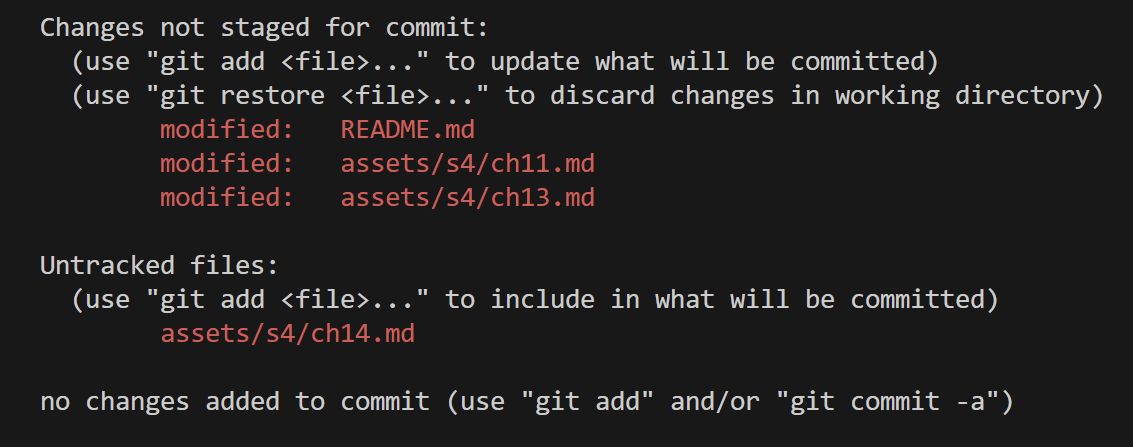 Changes not staged for commit:
  (use "git add <file>..." to update what will be committed)
  (use "git restore <file>..." to discard changes in working directory)
        modified:   README.md
        modified:   assets/s4/ch11.md
        modified:   assets/s4/ch13.md

Untracked files:
  (use "git add <file>..." to include in what will be committed)
        assets/s4/ch14.md

no changes added to commit (use "git add" and/or "git commit -a")